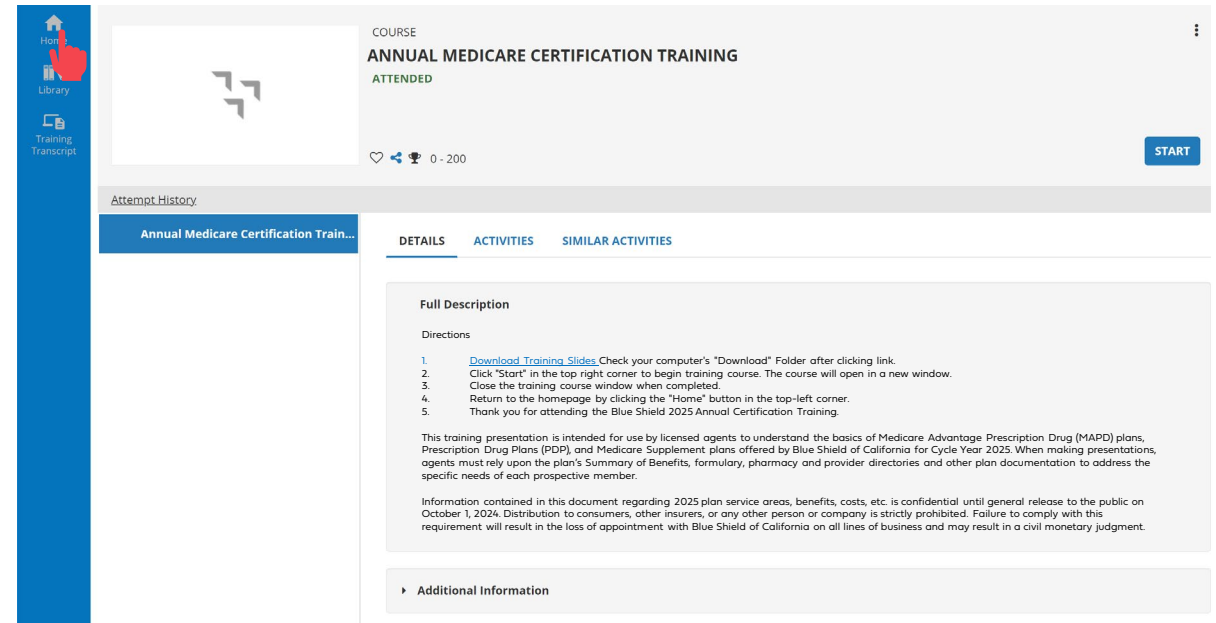 Home
Library
Training
Transcript
COURSE
ANNUAL MEDICARE CERTIFICATION TRAINING
ATTENDED
0 - 200
START
Attempt History
Annual Medicare Certification Train...
DETAILS ACTIVITIES SIMILAR ACTIVITIES
Full Description
Directions
1. Download Training Slides Check your computer's "Download" Folder after clicking link.
2. Click "Start" in the top right corner to begin training course. The course will open in a new window.
3. Close the training course window when completed.
4. Return to the homepage by clicking the "Home" button in the top-left corner.
5. Thank you for attending the Blue Shield 2025 Annual Certification Training.
This training presentation is intended for use by licensed agents to understand the basics of Medicare Advantage Prescription Drug (MAPD) plans,
Prescription Drug Plans (PDP), and Medicare Supplement plans offered by Blue Shield of California for Cycle Year 2025. When making presentations,
agents must rely upon the plan's Summary of Benefits, formulary, pharmacy and provider directories and other plan documentation to address the
specific needs of each prospective member.
Information contained in this document regarding 2025 plan service areas, benefits, costs, etc. is confidential until general release to the public on
October 1, 2024. Distribution to consumers, other insurers, or any other person or company is strictly prohibited. Failure to comply with this
requirement will result in the loss of appointment with Blue Shield of California on all lines of business and may result in a civil monetary judgment.
Additional Information